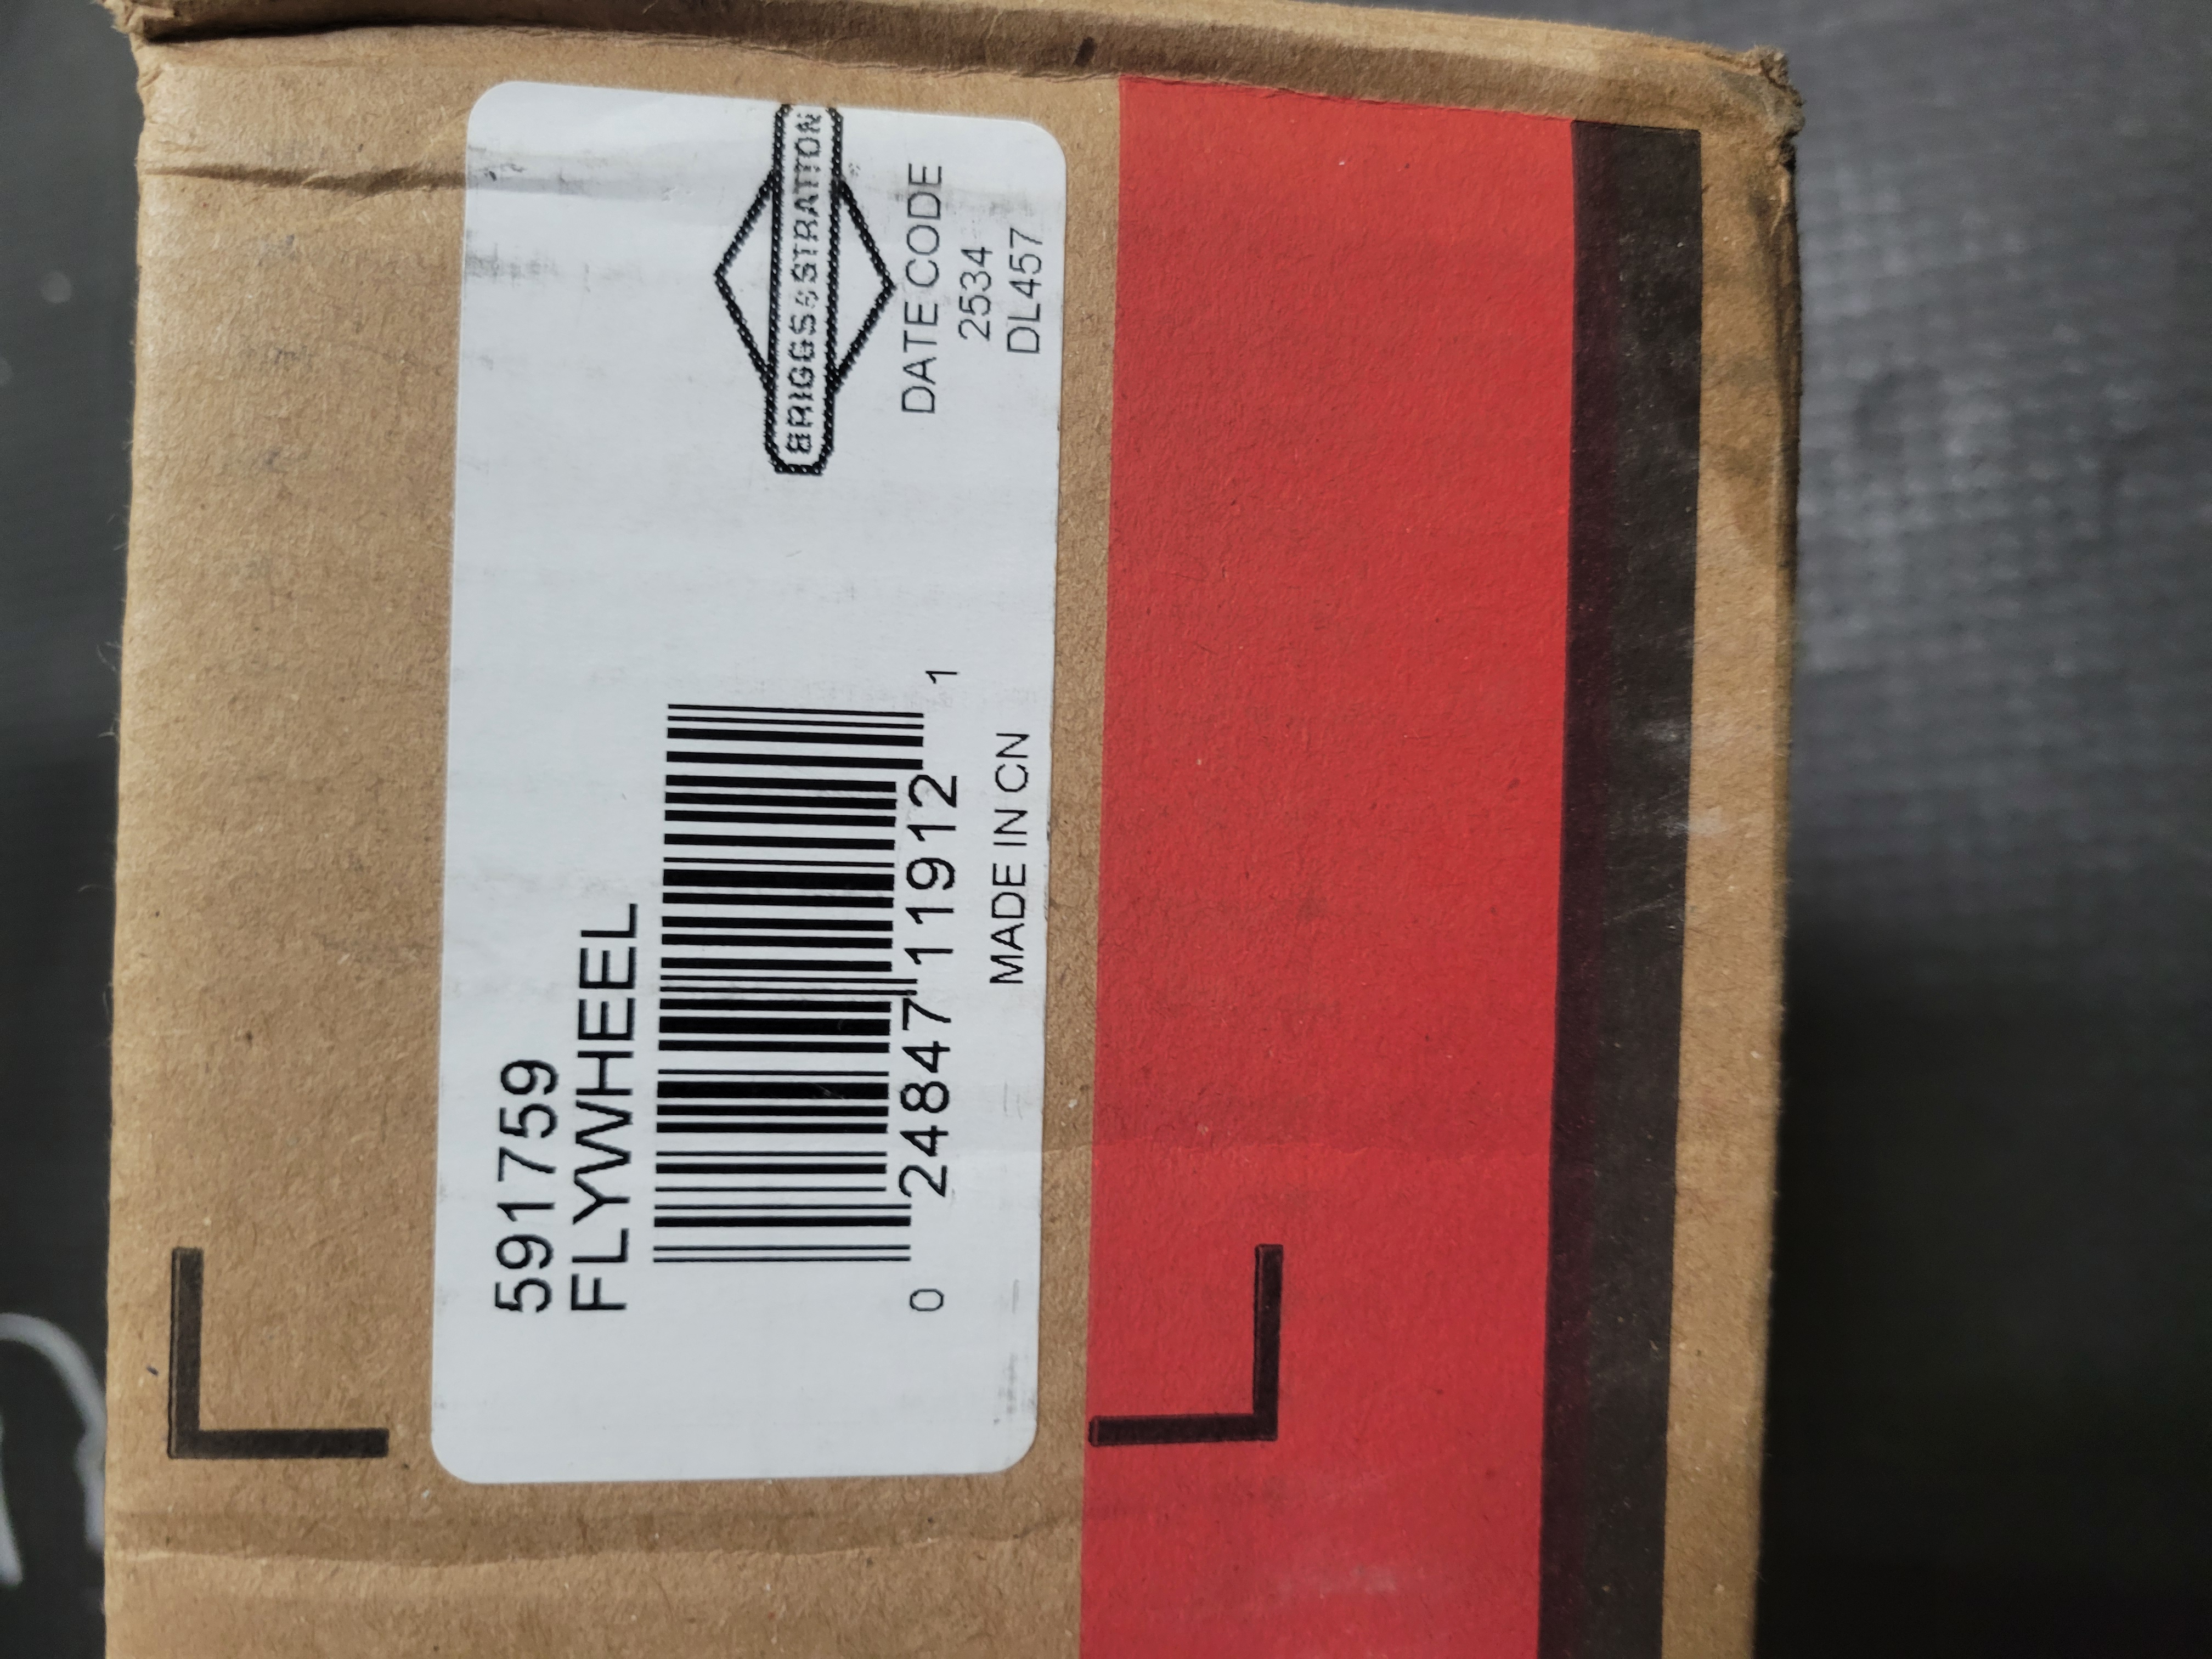 591759
FLYWHEEL
0 24847 11912 1
MADE IN CN
BRIGGS & STRATTON
DATE CODE
2534
DL457